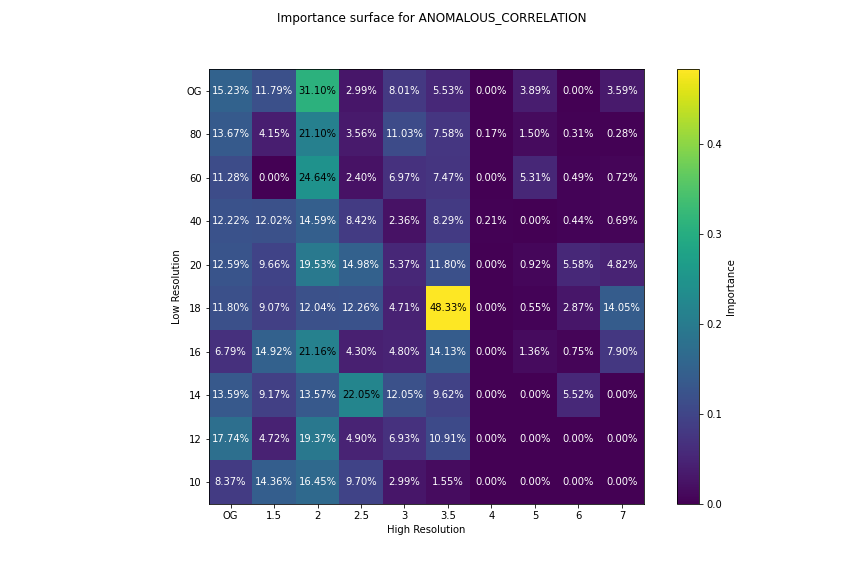 Importance surface for ANOMALOUS_CORRELATION
OG 15.23% 11.79% 31.10% 2.99% 8.01% 5.53% 0.00% 3.89% 0.00% 3.59%
80 13.67% 4.15% 21.10% 3.56% 11.03% 7.58% 0.17% 1.50% 0.31% 0.28%
60 11.28% 0.00% 24.64% 2.40% 6.97% 7.47% 0.00% 5.31% 0.49% 0.72%
40 12.22% 12.02% 14.59% 8.42% 2.36% 8.29% 0.21% 0.00% 0.44% 0.69%
20 12.59% 9.66% 19.53% 14.98% 5.37% 11.80% 0.00% 0.92% 5.58% 4.82%
18 11.80% 9.07% 12.04% 12.26% 4.71% 48.33% 0.00% 0.55% 2.87% 14.05%
16 6.79% 14.92% 21.16% 4.30% 4.80% 14.13% 0.00% 1.36% 0.75% 7.90%
14 13.59% 9.17% 13.57% 22.05% 12.05% 9.62% 0.00% 0.00% 5.52% 0.00%
12 17.74% 4.72% 19.37% 4.90% 6.93% 10.91% 0.00% 0.00% 0.00% 0.00%
10 8.37% 14.36% 16.45% 9.70% 2.99% 1.55% 0.00% 0.00% 0.00% 0.00%
OG 1.5 2 2.5 3 3.5 4 5 6 7
High Resolution
Low Resolution
0.4
0.3
0.2
0.1
0.0
Importance